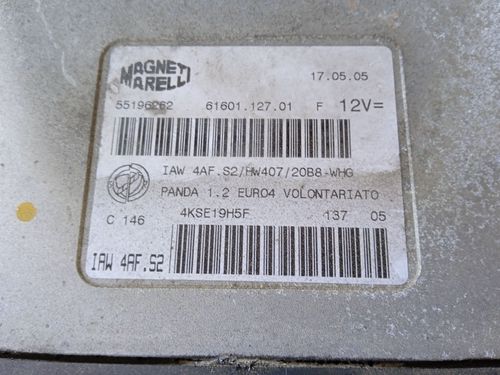 MAGNETI
MARELLI
17.05.05
55196262 61601.127.01 F 12V=
IAW 4AF.S2/HW407/20B8-WHG
PANDA 1.2 EURO4 VOLONTARIATO
C 146 4KSE19H5F 137 05
IAW 4AF.S2